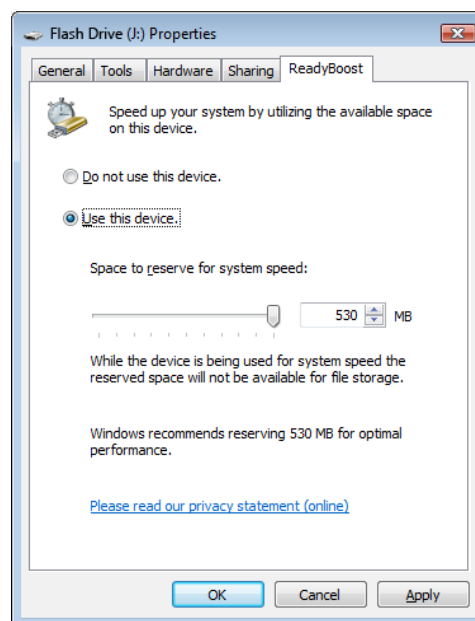 Flash Drive (J:) Properties
General Tools Hardware Sharing ReadyBoost
Speed up your system by utilizing the available space
on this device.
Do not use this device.
Use this device.
Space to reserve for system speed:
530 MB
While the device is being used for system speed the
reserved space will not be available for file storage.
Windows recommends reserving 530 MB for optimal
performance.
Please read our privacy statement (online)
OK Cancel Apply